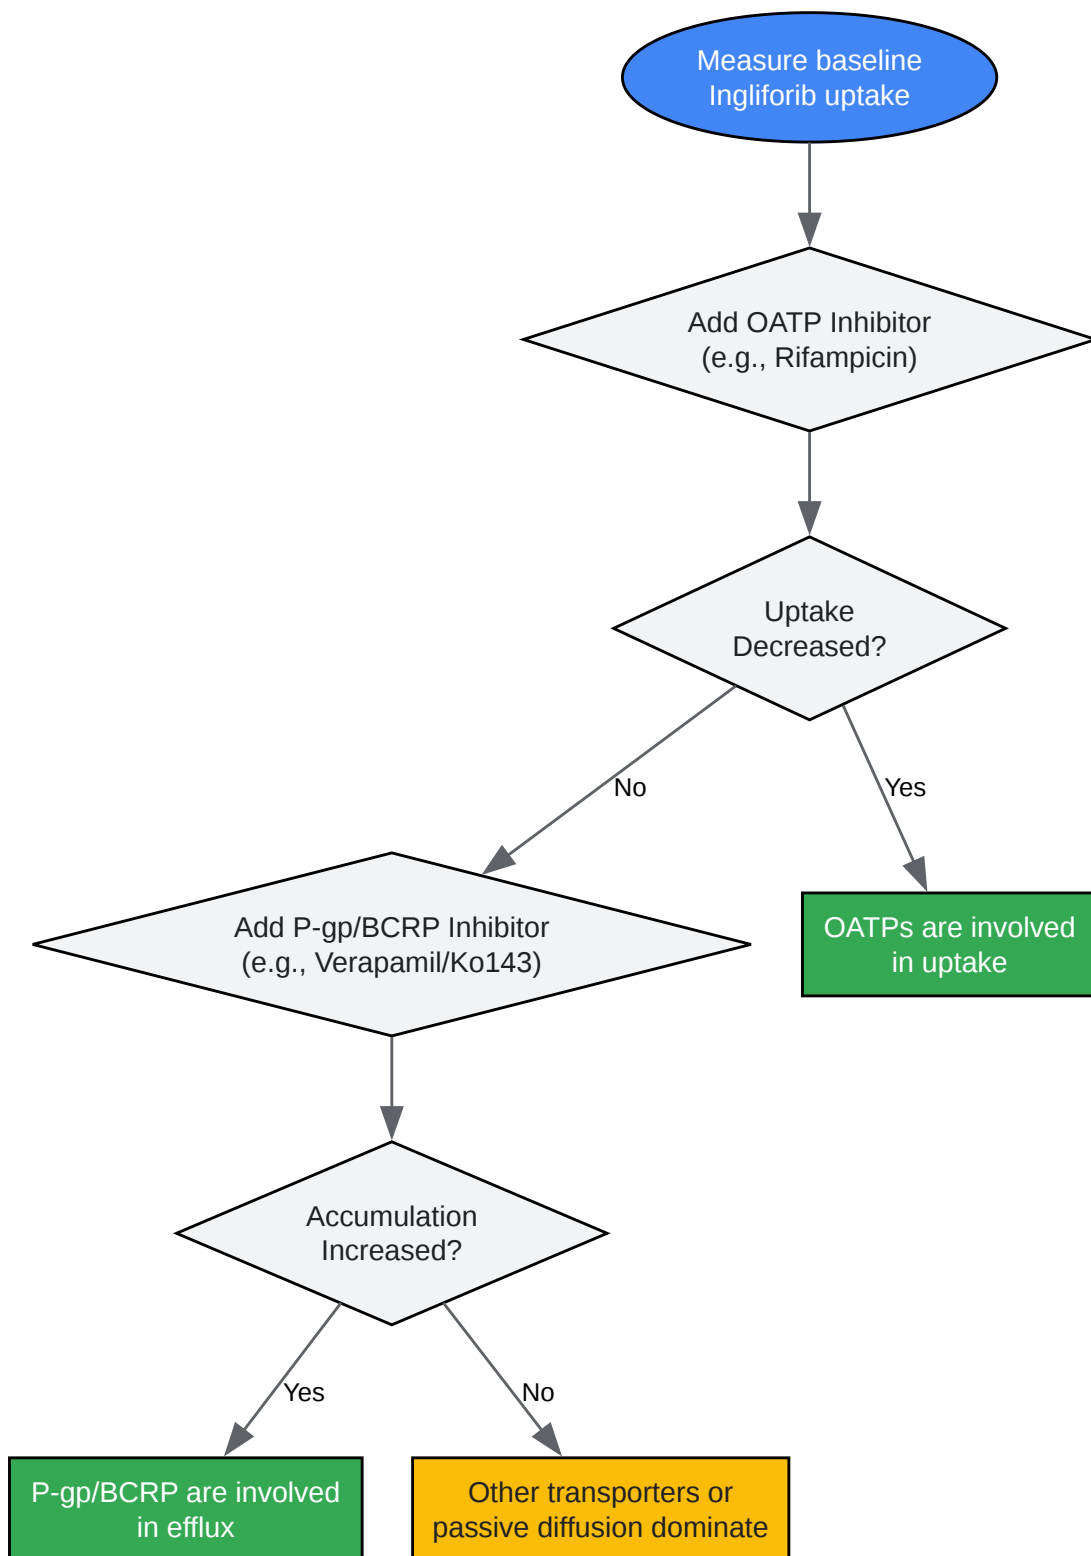 Measure baseline
Ingliforib uptake
Add OATP Inhibitor
(e.g., Rifampicin)
Uptake
Decreased?
No
Yes
Add P-gp/BCRP Inhibitor
(e.g., Verapamil/Ko143)
OATPs are involved
in uptake
Accumulation
Increased?
Yes
No
P-gp/BCRP are involved
in efflux
Other transporters or
passive diffusion dominate